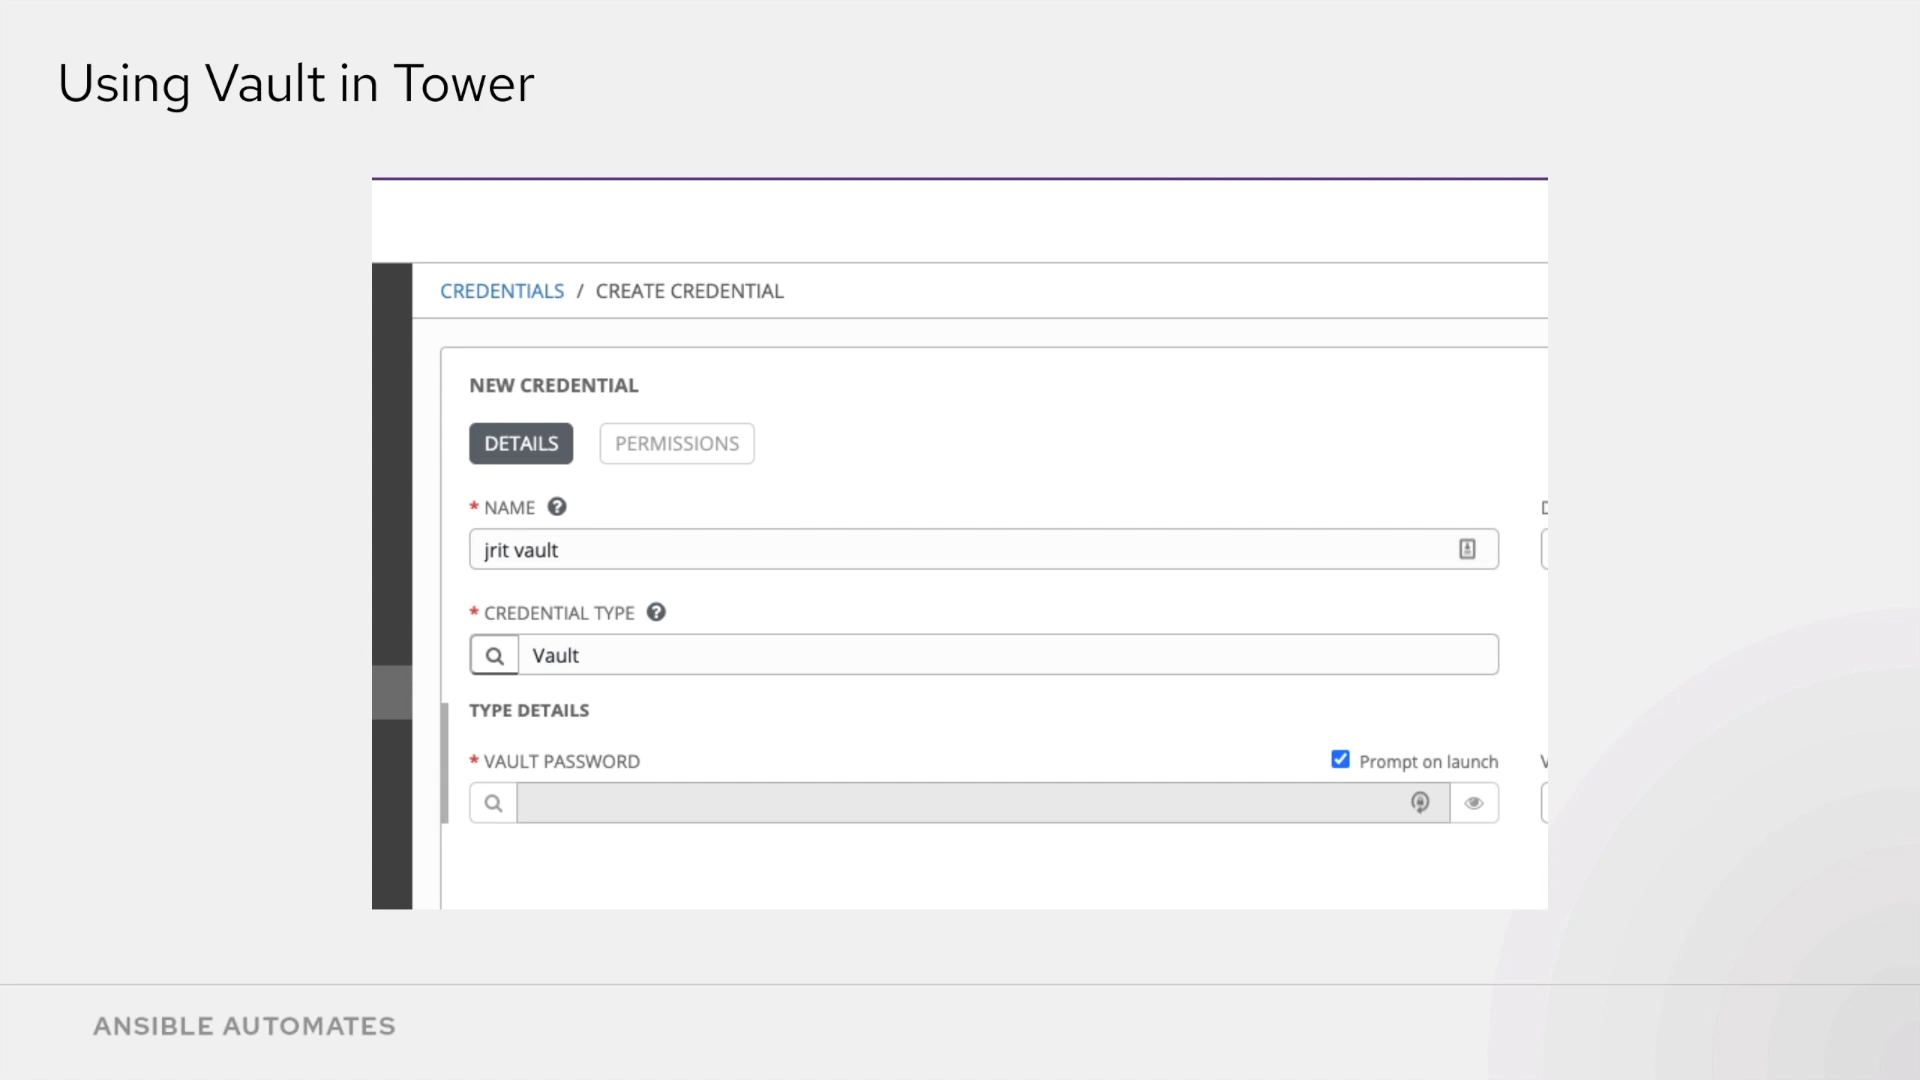 Using Vault in Tower
CREDENTIALS / CREATE CREDENTIAL
NEW CREDENTIAL
DETAILS PERMISSIONS
* NAME
jrit vault
* CREDENTIAL TYPE
Vault
TYPE DETAILS
* VAULT PASSWORD Prompt on launch
ANSIBLE AUTOMATES